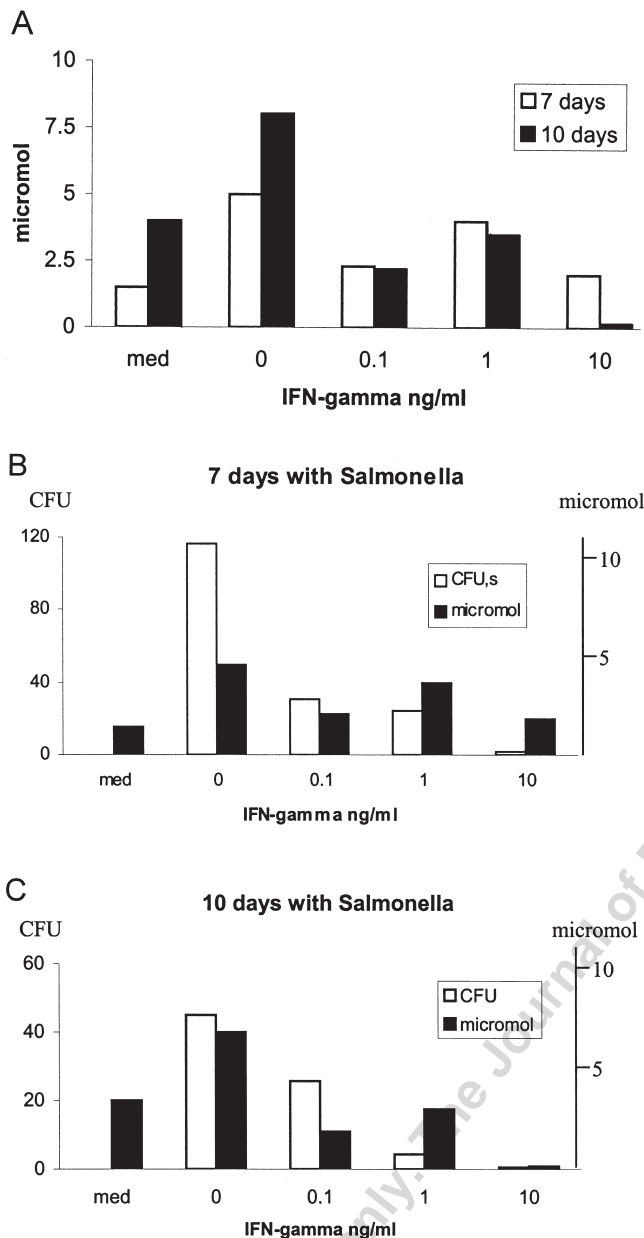 A
10
7.5
5
2.5
0
micromol
7 days
10 days
med 0 0.1 1 10
IFN-gamma ng/ml
B
7 days with Salmonella
CFU
micromol
120
80
40
0
10
5
CFU,s
micromol
med 0 0.1 1 10
IFN-gamma ng/ml
C
10 days with Salmonella
CFU
micromol
60
40
20
0
10
5
CFU
micromol
med 0 0.1 1 10
IFN-gamma ng/ml
The Journal of